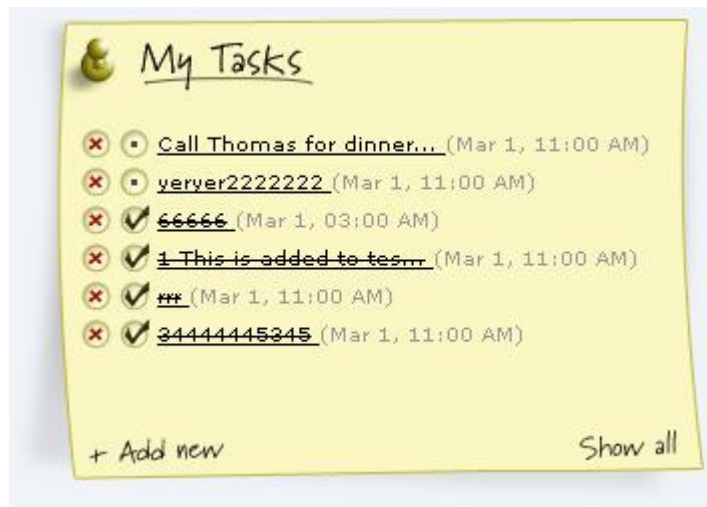 My Tasks
Call Thomas for dinner... (Mar 1, 11:00 AM)
yeryer2222222 (Mar 1, 11:00 AM)
66666 (Mar 1, 03:00 AM)
1 This is added to tes... (Mar 1, 11:00 AM)
rrr (Mar 1, 11:00 AM)
34444445345 (Mar 1, 11:00 AM)
+ Add new
Show all